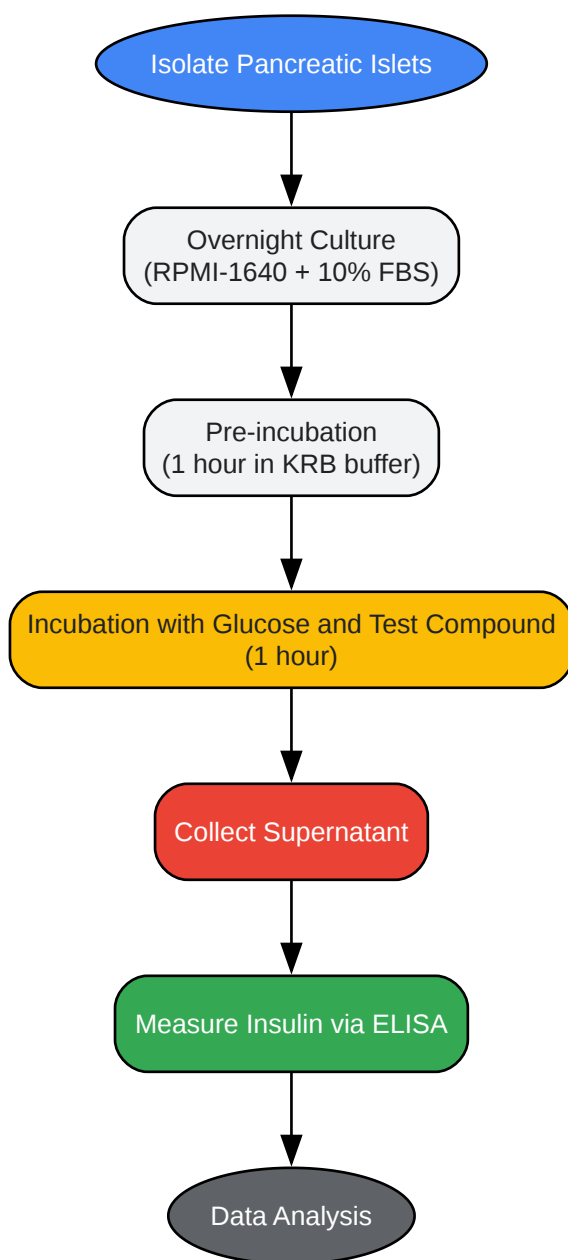 Isolate Pancreatic Islets
Overnight Culture
(RPMI-1640 + 10% FBS)
Pre-incubation
(1 hour in KRB buffer)
Incubation with Glucose and Test Compound
(1 hour)
Collect Supernatant
Measure Insulin via ELISA
Data Analysis